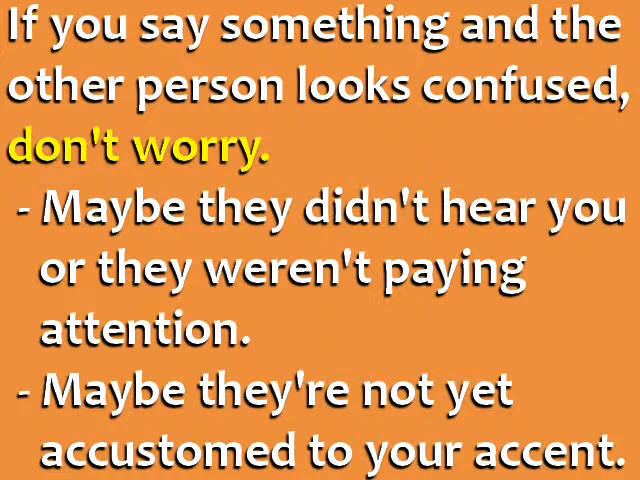 If you say something and the
other person looks confused,
don't worry.
- Maybe they didn't hear you
or they weren't paying
attention.
- Maybe they're not yet
accustomed to your accent.